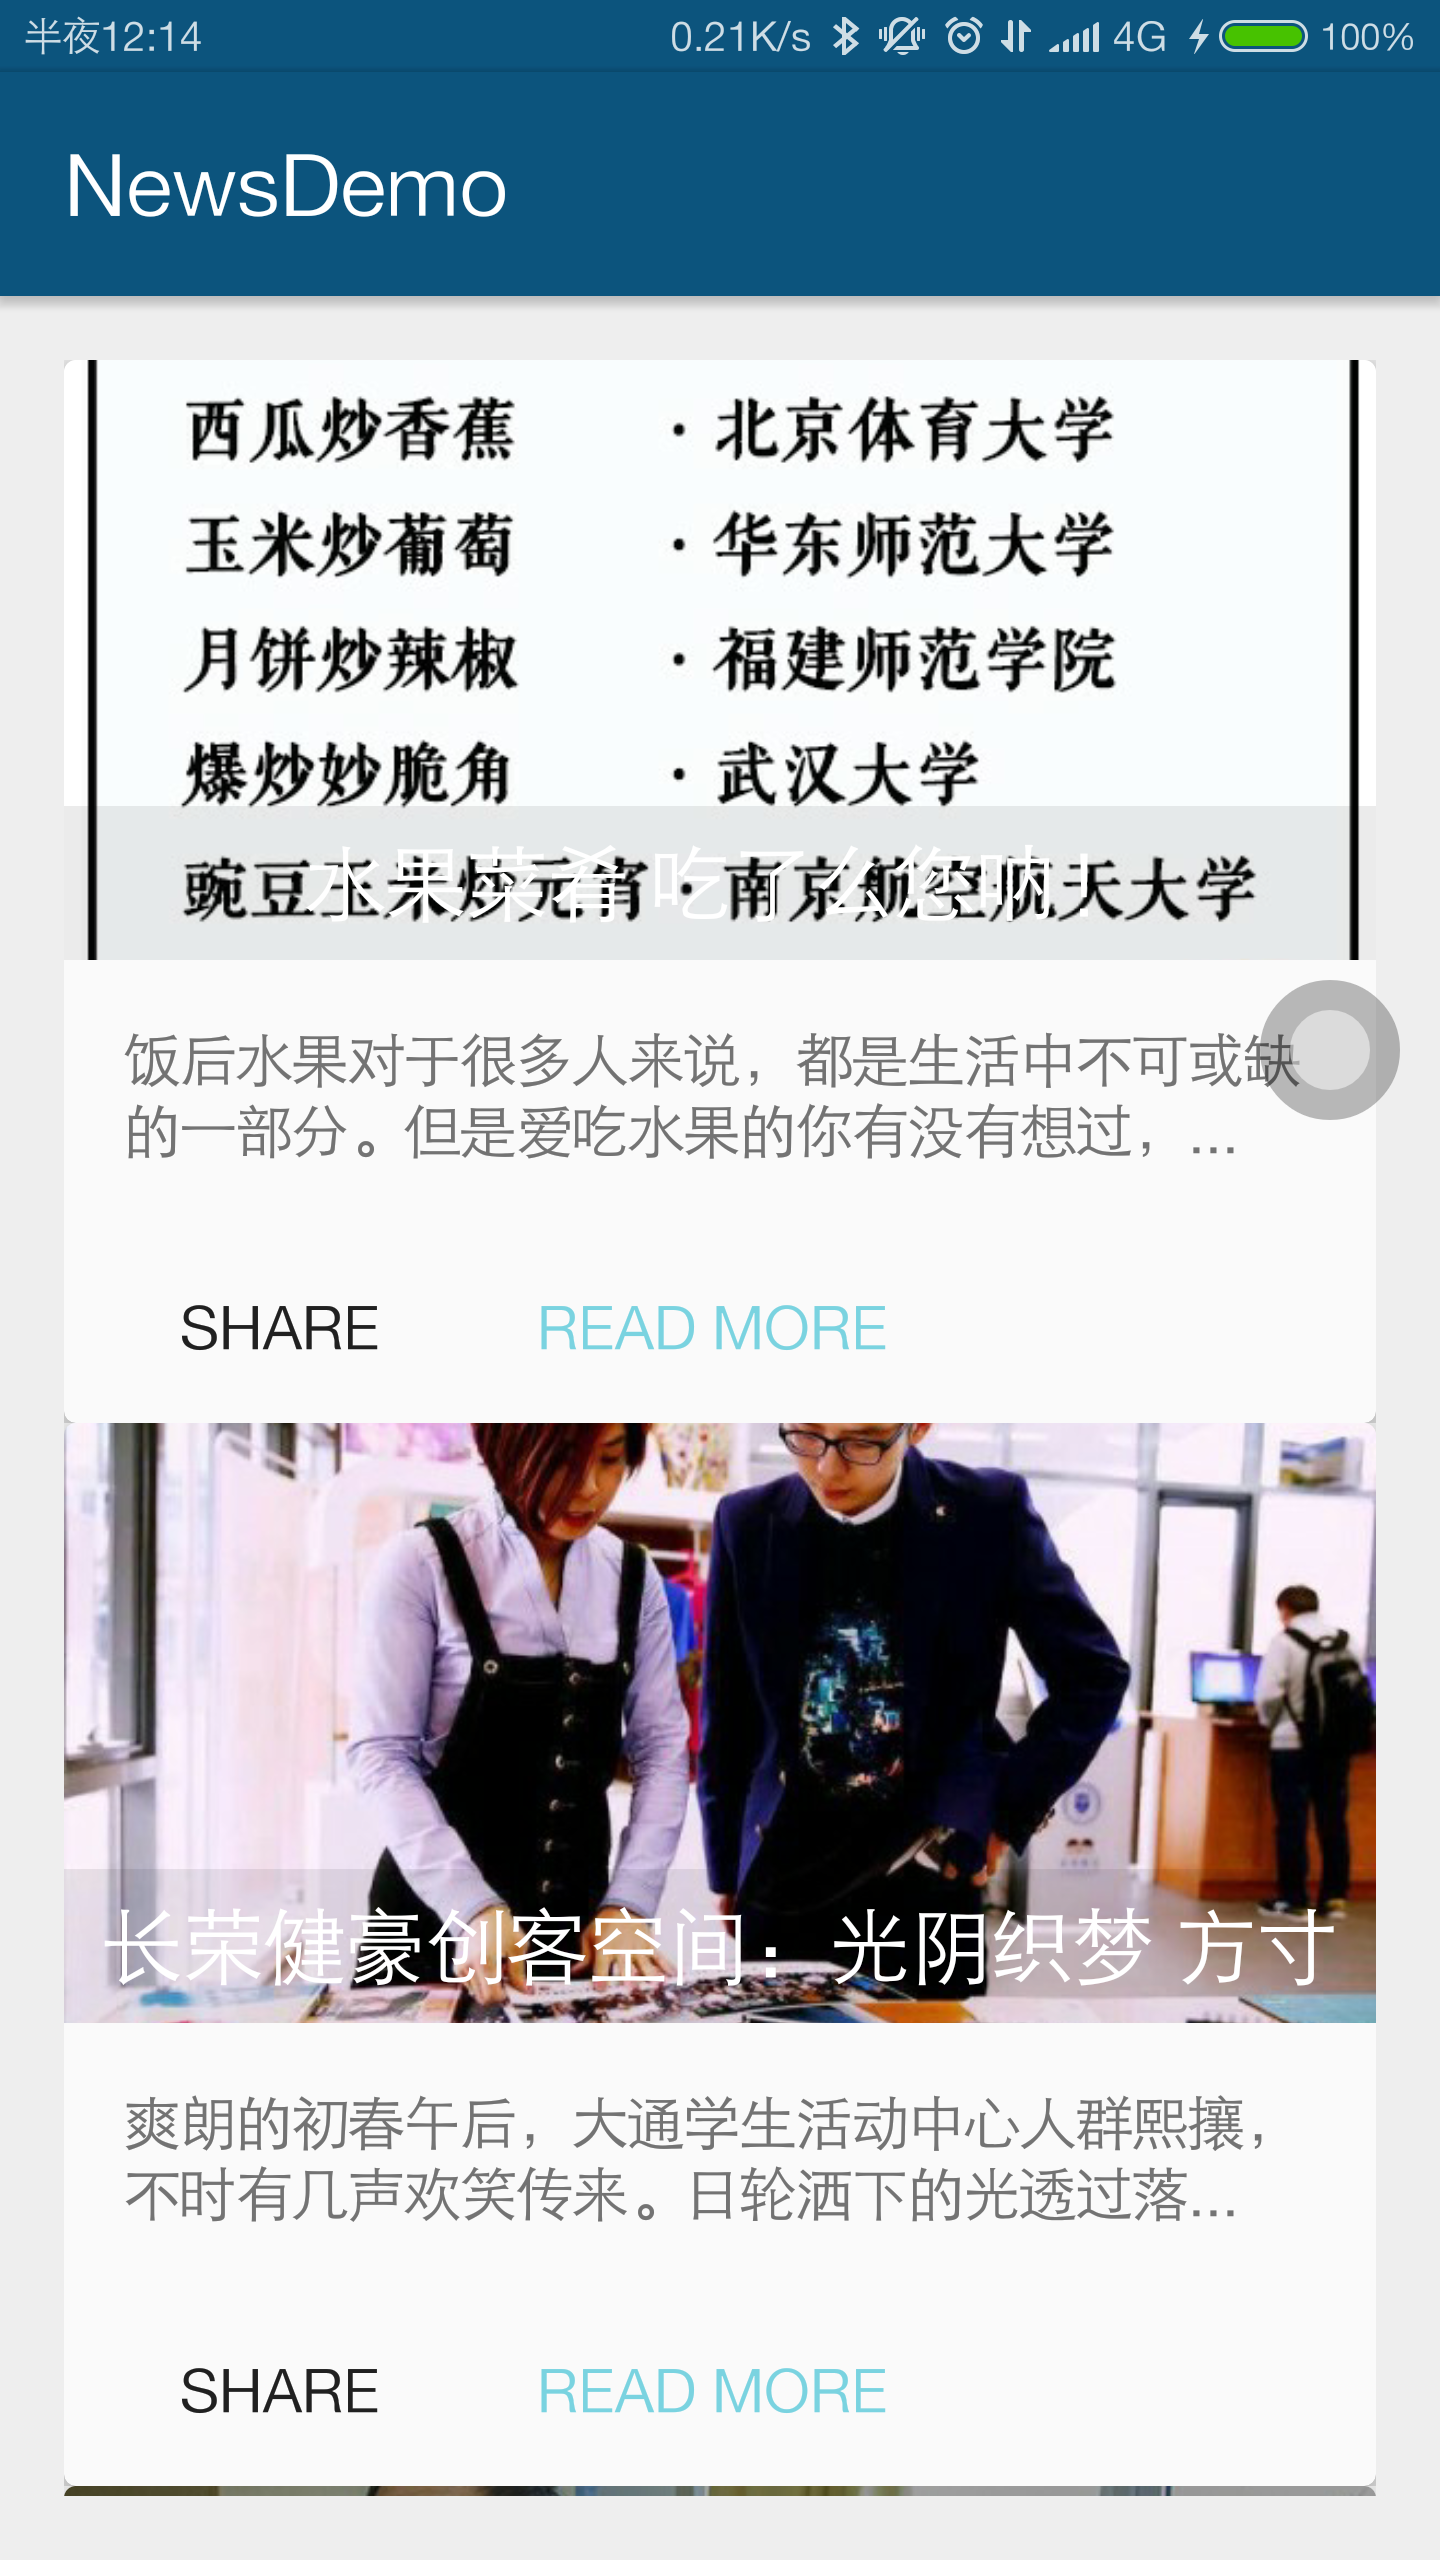 半夜12:14 0.21K/s 4G 100%
NewsDemo
西瓜炒香蕉 · 北京体育大学
玉米炒葡萄 · 华东师范大学
月饼炒辣椒 · 福建师范学院
爆炒妙脆角 · 武汉大学
豌豆玉米炒元宵 · 南京航空航天大学
水果菜肴 吃了么您呐！
饭后水果对于很多人来说，都是生活中不可或缺
的一部分。但是爱吃水果的你有没有想过，...
SHARE READ MORE
长荣健豪创客空间：光阴织梦 方寸
爽朗的初春午后，大通学生活动中心人群熙攘，
不时有几声欢笑传来。日轮洒下的光透过落...
SHARE READ MORE